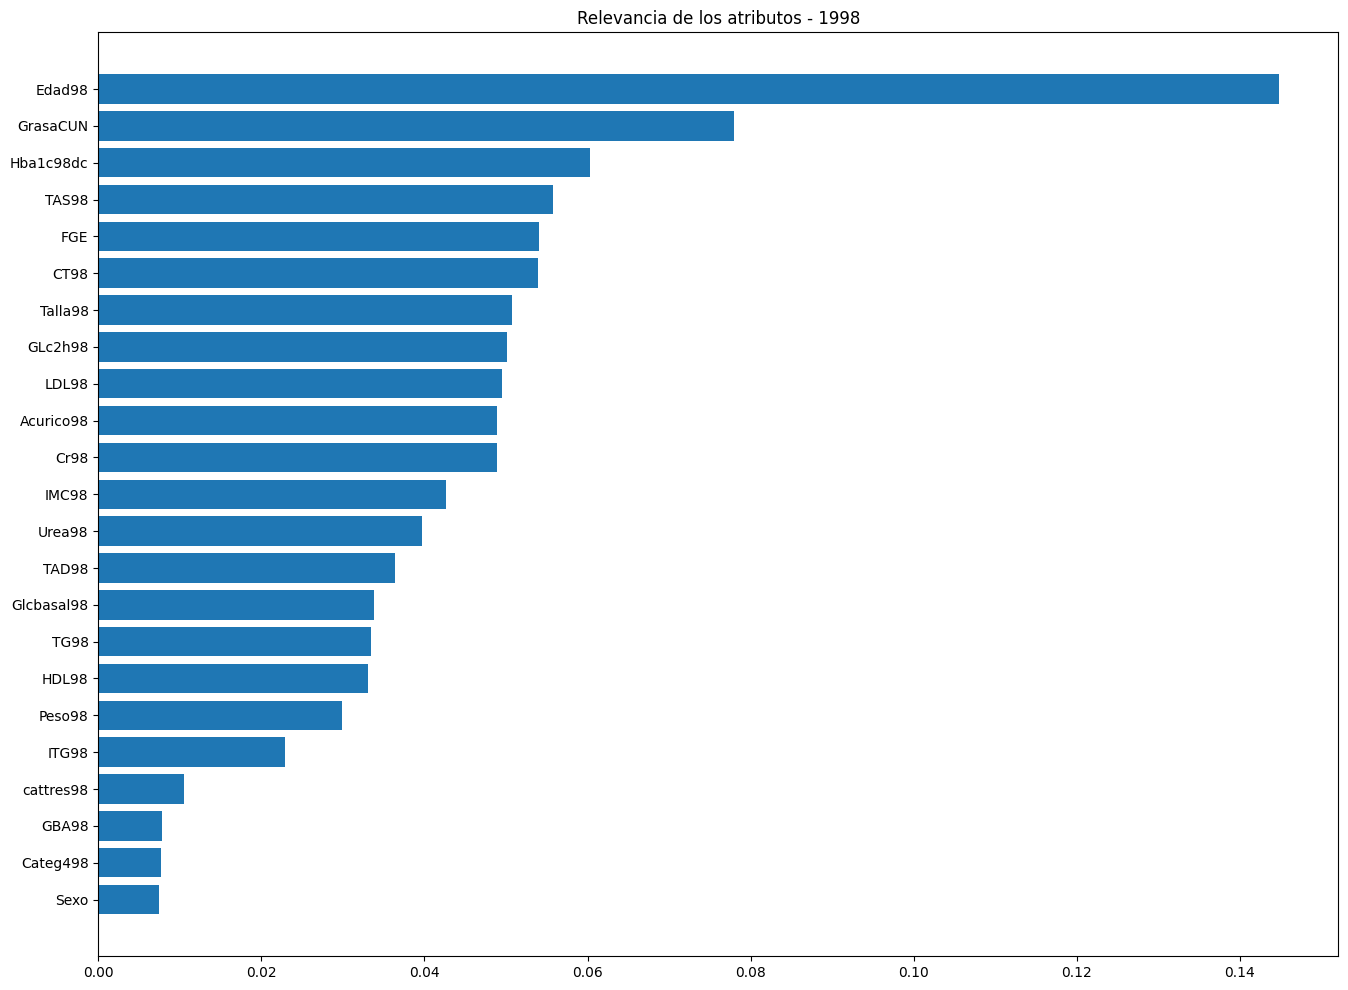 Relevancia de los atributos - 1998
Edad98
GrasaCUN
Hba1c98dc
TAS98
FGE
CT98
Talla98
GLc2h98
LDL98
Acurico98
Cr98
IMC98
Urea98
TAD98
Glcbasal98
TG98
HDL98
Peso98
ITG98
cattres98
GBA98
Categ498
Sexo
0.00 0.02 0.04 0.06 0.08 0.10 0.12 0.14